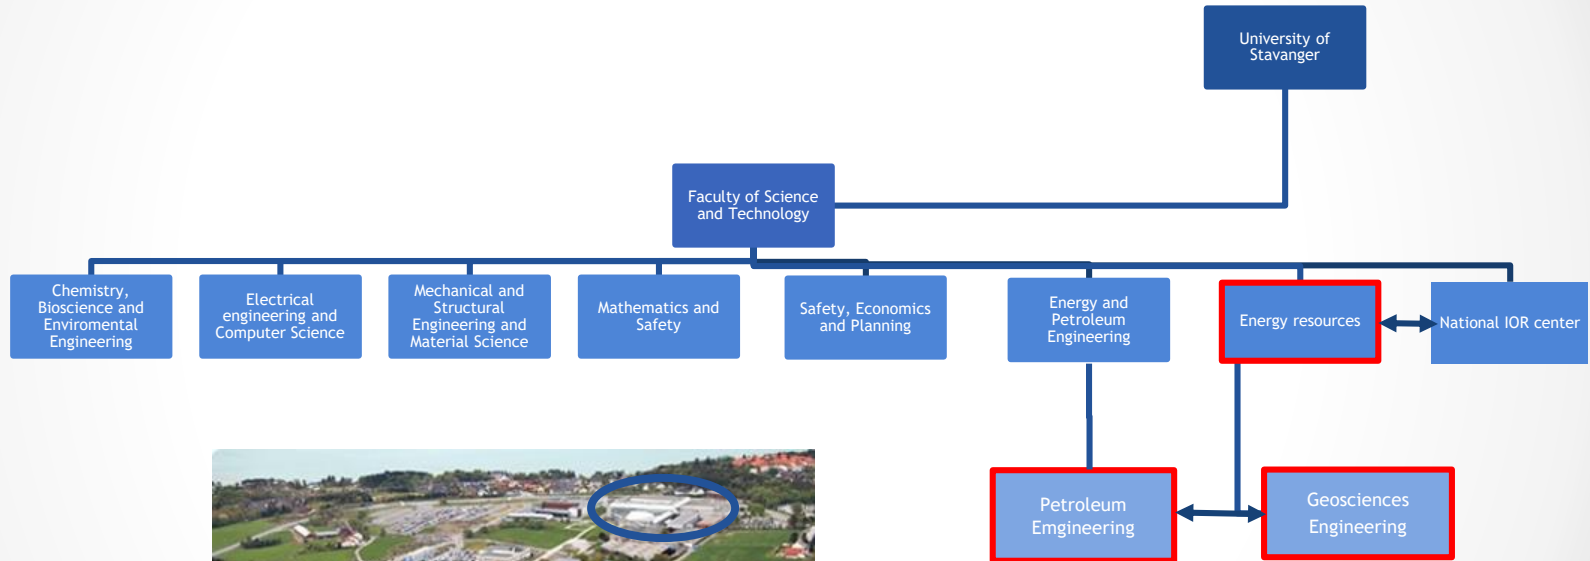 University of
Stavanger
Faculty of Science
and Technology
Chemistry,
Bioscience and
Enviromental
Engineering
Electrical
engineering and
Computer Science
Mechanical and
Structural
Engineering and
Material Science
Mathematics and
Safety
Safety, Economics
and Planning
Energy and
Petroleum
Engineering
Energy resources
National IOR center
Petroleum
Emgineering
Geosciences
Engineering